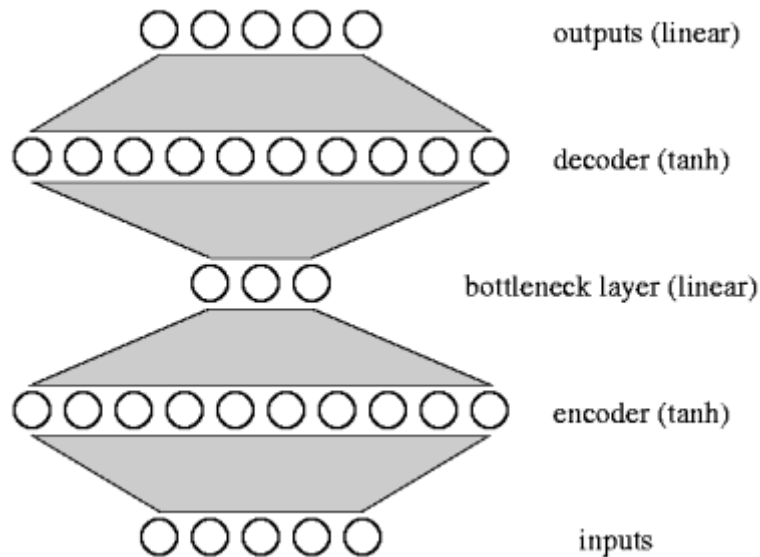 outputs (linear)
decoder (tanh)
bottleneck layer (linear)
encoder (tanh)
inputs